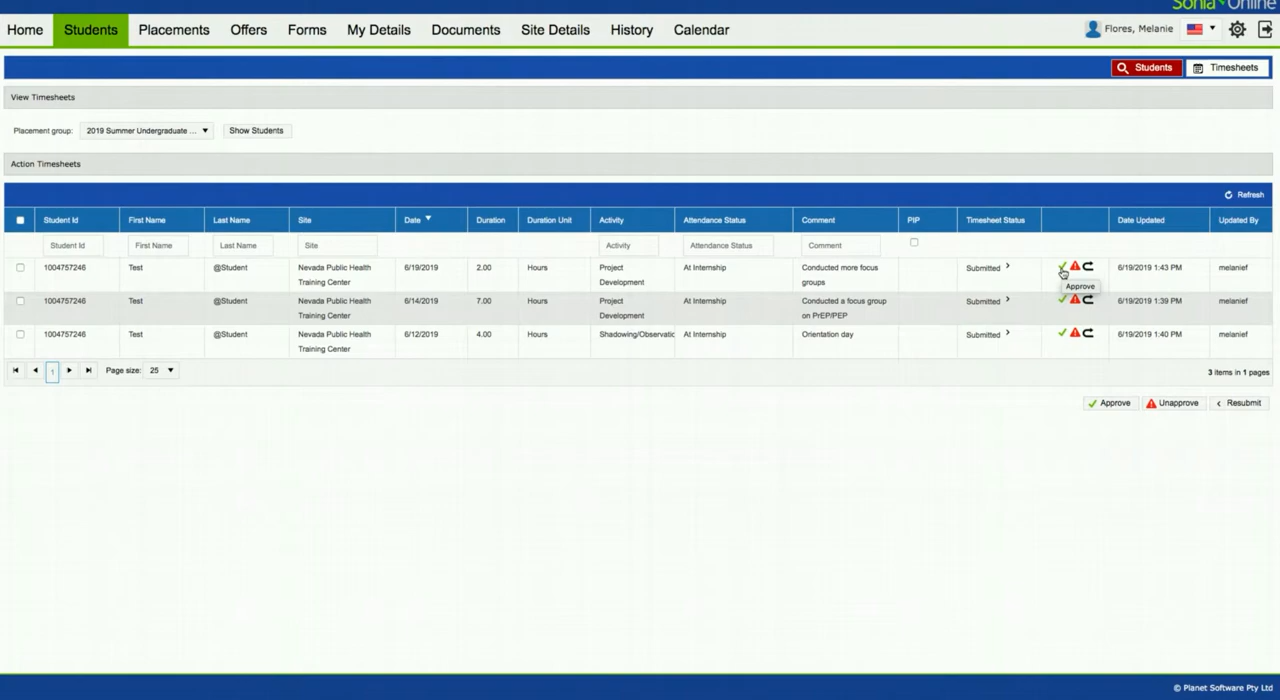 Sonia Online
Home Students Placements Offers Forms My Details Documents Site Details History Calendar Flores, Melanie
Students Timesheets
View Timesheets
Placement group: 2019 Summer Undergraduate ... Show Students
Action Timesheets
Refresh
Student Id First Name Last Name Site Date Duration Duration Unit Activity Attendance Status Comment PIP Timesheet Status Date Updated Updated By
Student Id First Name Last Name Site Activity Attendance Status Comment
1004757246 Test @Student Nevada Public Health 6/19/2019 2.00 Hours Project At Internship Conducted more focus Submitted 6/19/2019 1:43 PM melanief
Training Center Development groups
Approve
1004757246 Test @Student Nevada Public Health 6/14/2019 7.00 Hours Project At Internship Conducted a focus group Submitted 6/19/2019 1:39 PM melanief
Training Center Development on PrEP/PEP
1004757246 Test @Student Nevada Public Health 6/12/2019 4.00 Hours Shadowing/Observatic At Internship Orientation day Submitted 6/19/2019 1:40 PM melanief
Training Center
1 Page size: 25 3 items in 1 pages
Approve Unapprove Resubmit
© Planet Software Pty Ltd